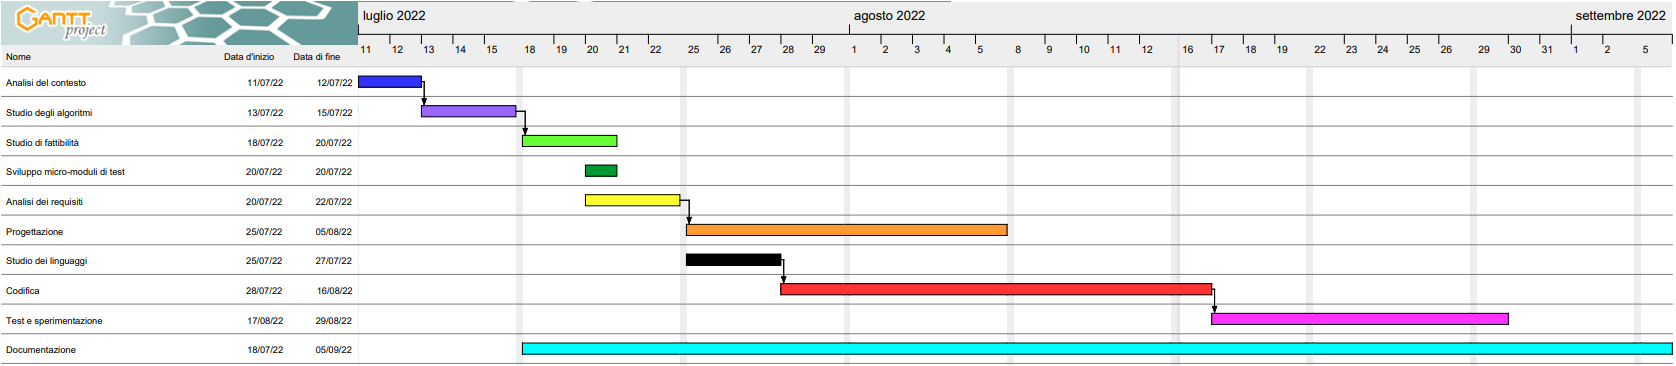 GANTT
project
luglio 2022 agosto 2022 settembre 2022
11 12 13 14 15 18 19 20 21 22 25 26 27 28 29 1 2 3 4 5 8 9 10 11 12 16 17 18 19 22 23 24 25 26 29 30 31 1 2 5
Nome Data d'inizio Data di fine
Analisi del contesto 11/07/22 12/07/22
Studio degli algoritmi 13/07/22 15/07/22
Studio di fattibilità 18/07/22 20/07/22
Sviluppo micro-moduli di test 20/07/22 20/07/22
Analisi dei requisiti 20/07/22 22/07/22
Progettazione 25/07/22 05/08/22
Studio dei linguaggi 25/07/22 27/07/22
Codifica 28/07/22 16/08/22
Test e sperimentazione 17/08/22 29/08/22
Documentazione 18/07/22 05/09/22